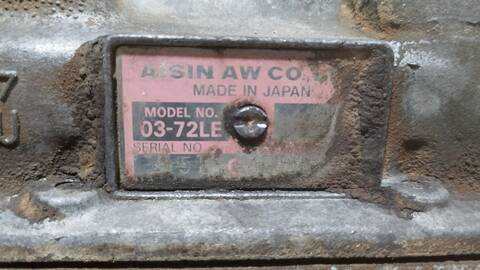 AISIN AW CO.
MADE IN JAPAN
MODEL NO.
03-72LE
SERIAL NO